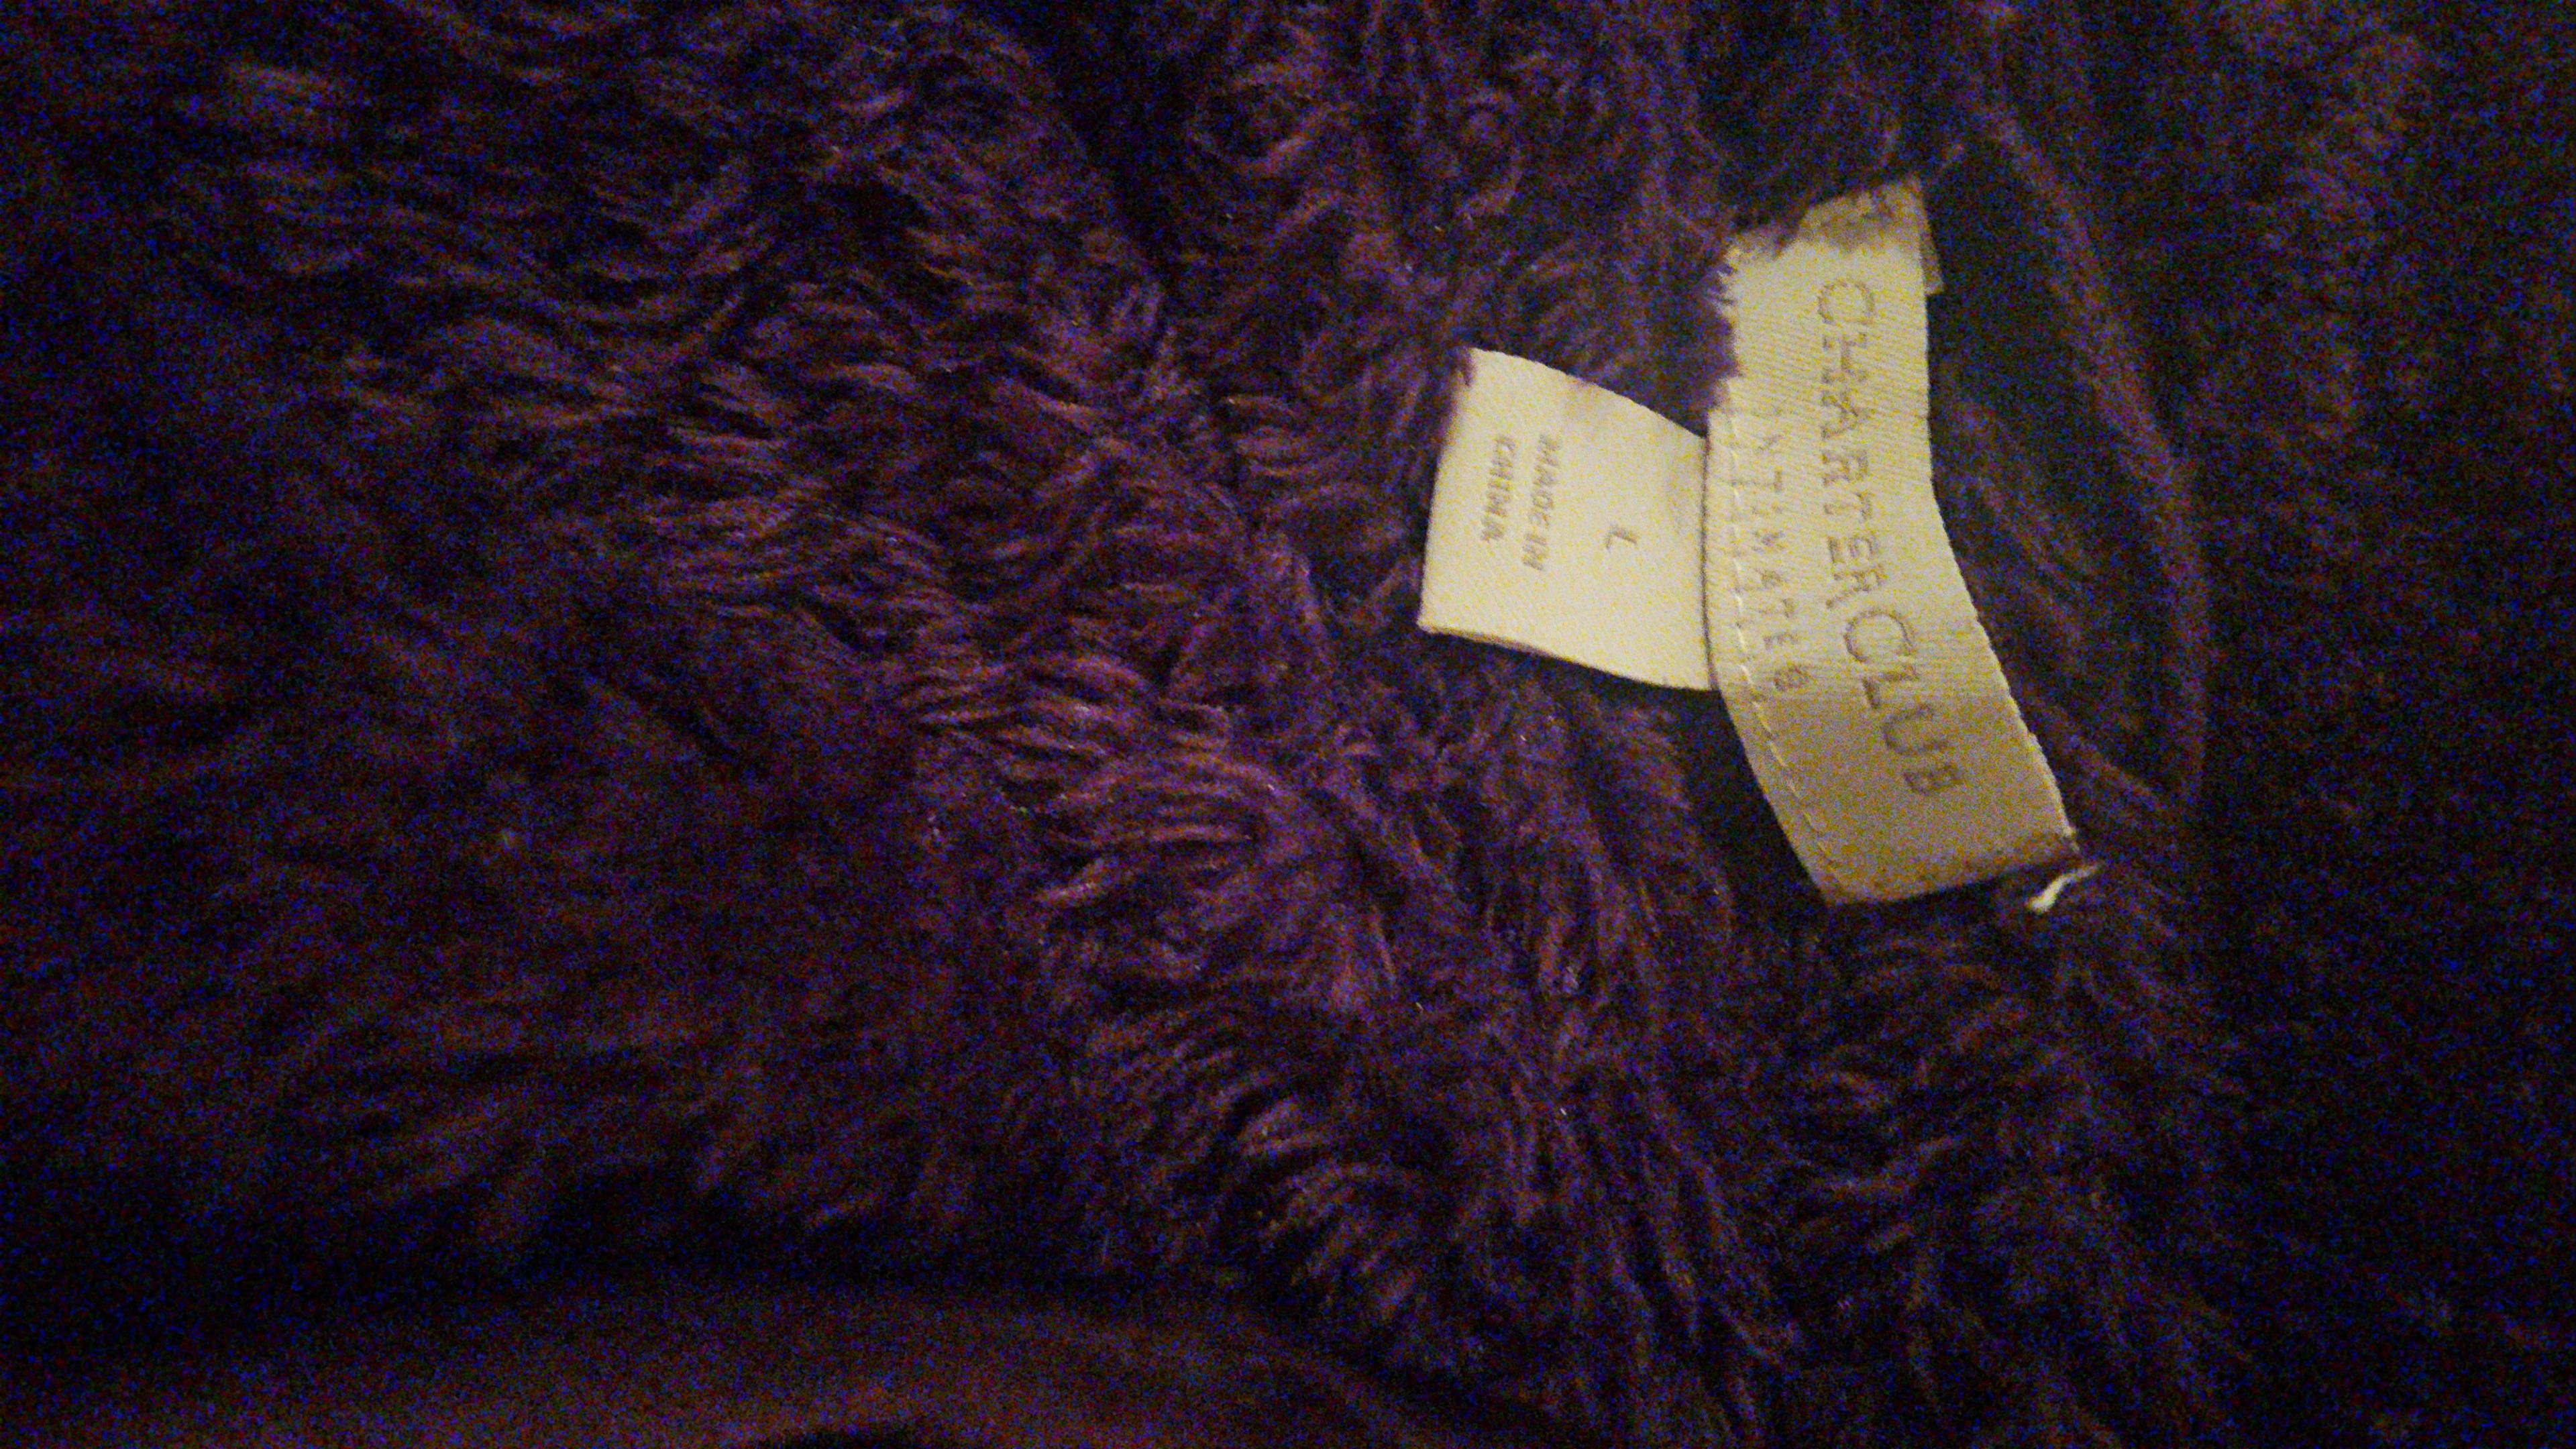 CHARTER CLUB
INTIMATES
L
MADE IN
CHINA